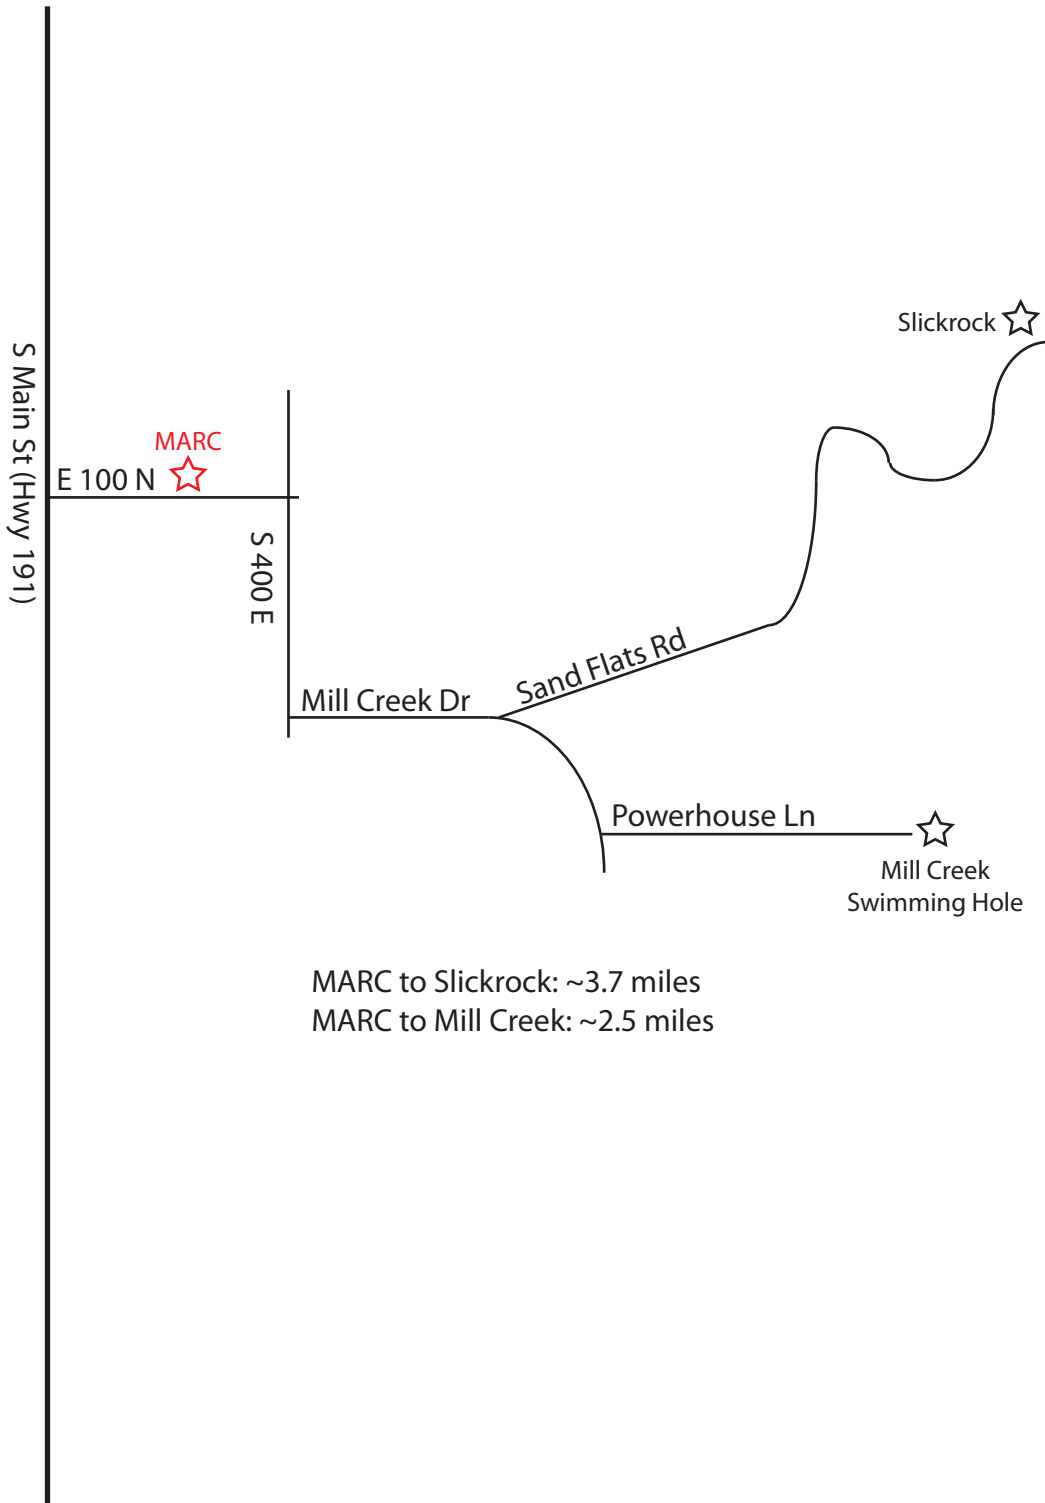 Slickrock
S Main St (Hwy 191)
MARC
E 100 N
S 400 E
Sand Flats Rd
Mill Creek Dr
Powerhouse Ln
Mill Creek
Swimming Hole
MARC to Slickrock: ~3.7 miles
MARC to Mill Creek: ~2.5 miles